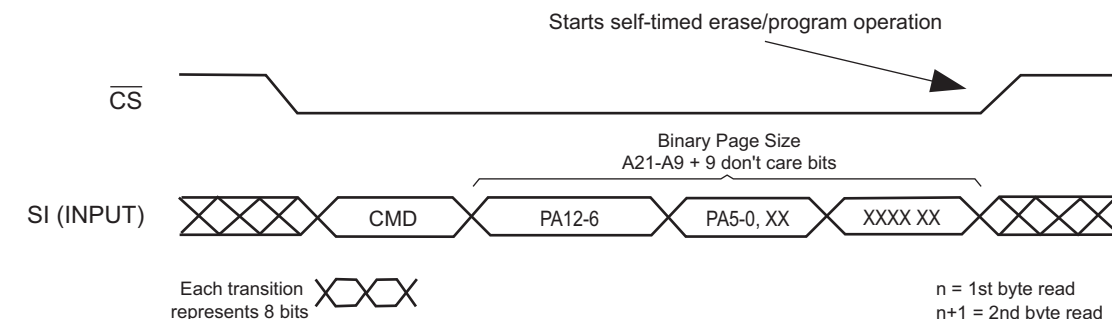 Starts self-timed erase/program operation
CS
Binary Page Size
A21-A9 + 9 don't care bits
SI (INPUT)
CMD
PA12-6
PA5-0, XX
XXXX XX
Each transition
represents 8 bits
n = 1st byte read
n+1 = 2nd byte read